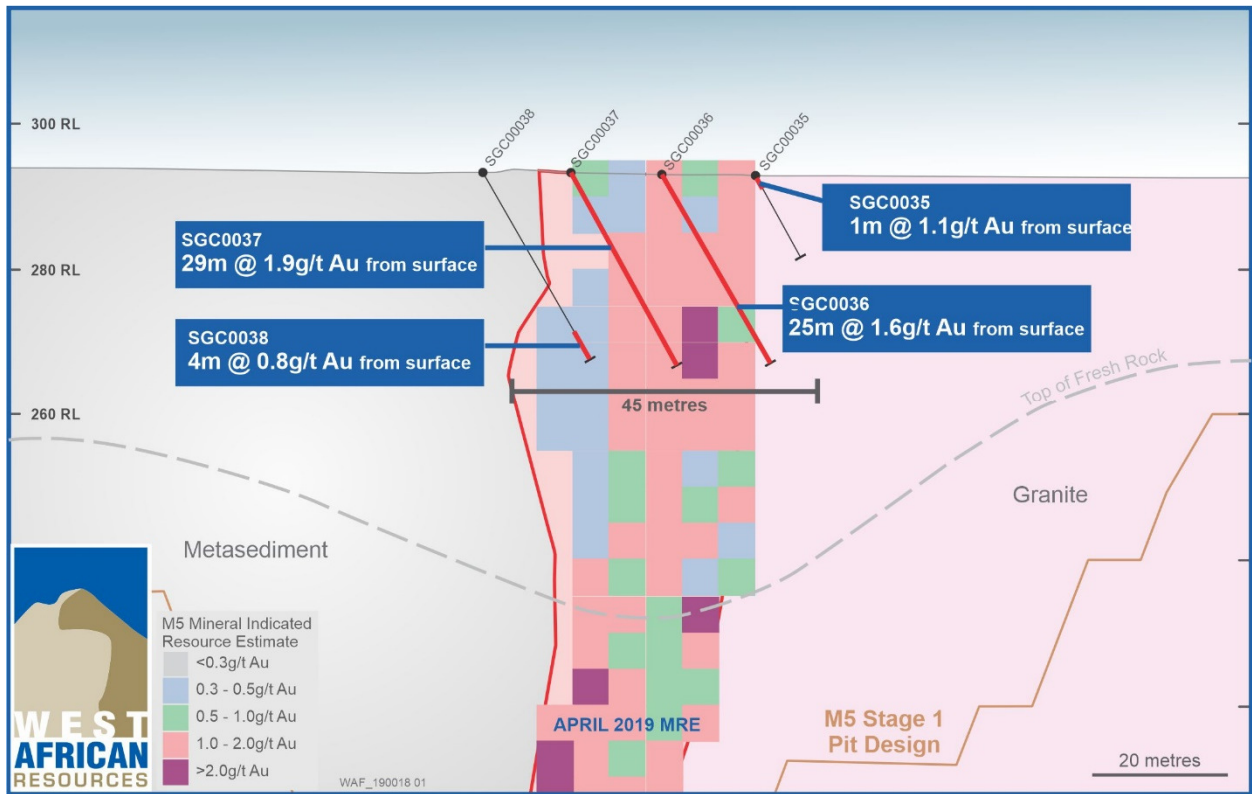 300 RL
280 RL
260 RL
SGC00038
SGC00037
SGC00036
SGC00035
SGC0035
1m @ 1.1g/t Au from surface
SGC0037
29m @ 1.9g/t Au from surface
SGC0036
25m @ 1.6g/t Au from surface
SGC0038
4m @ 0.8g/t Au from surface
45 metres
Top of Fresh Rock
Granite
Metasediment
M5 Mineral Indicated
Resource Estimate
<0.3g/t Au
0.3 - 0.5g/t Au
0.5 - 1.0g/t Au
1.0 - 2.0g/t Au
>2.0g/t Au
WEST
AFRICAN
RESOURCES
APRIL 2019 MRE
M5 Stage 1
Pit Design
20 metres
WAF_190018 01